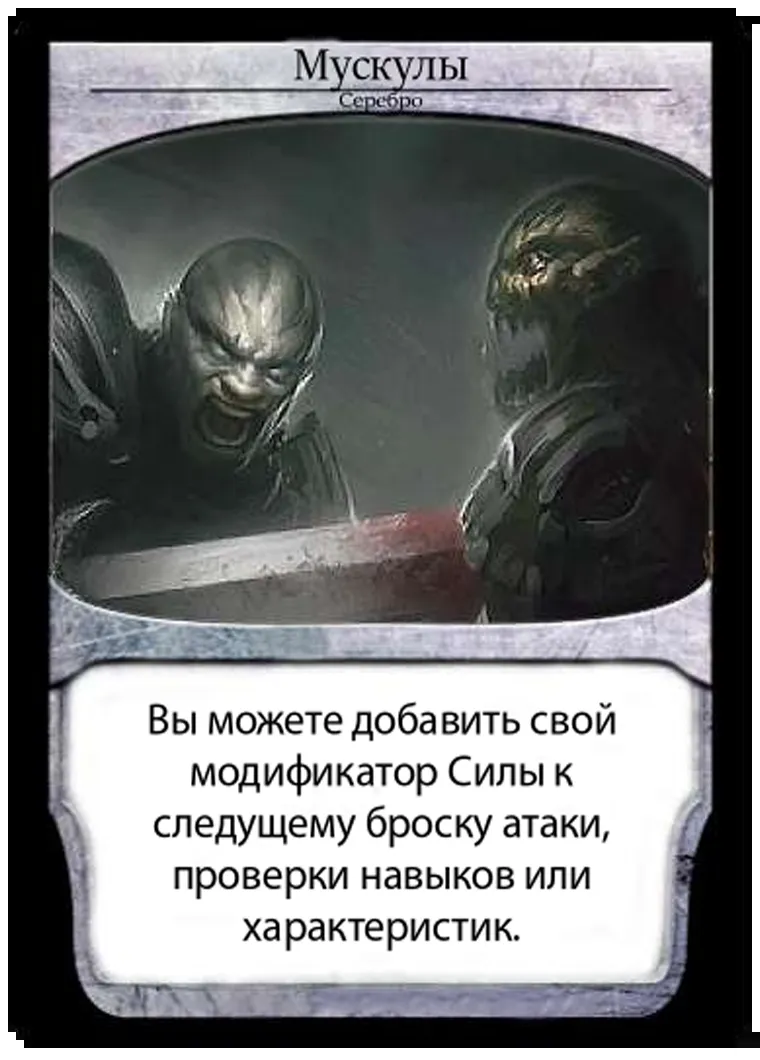 Мускулы
Серебро
Вы можете добавить свой
модификатор Силы к
следущему броску атаки,
проверки навыков или
характеристик.